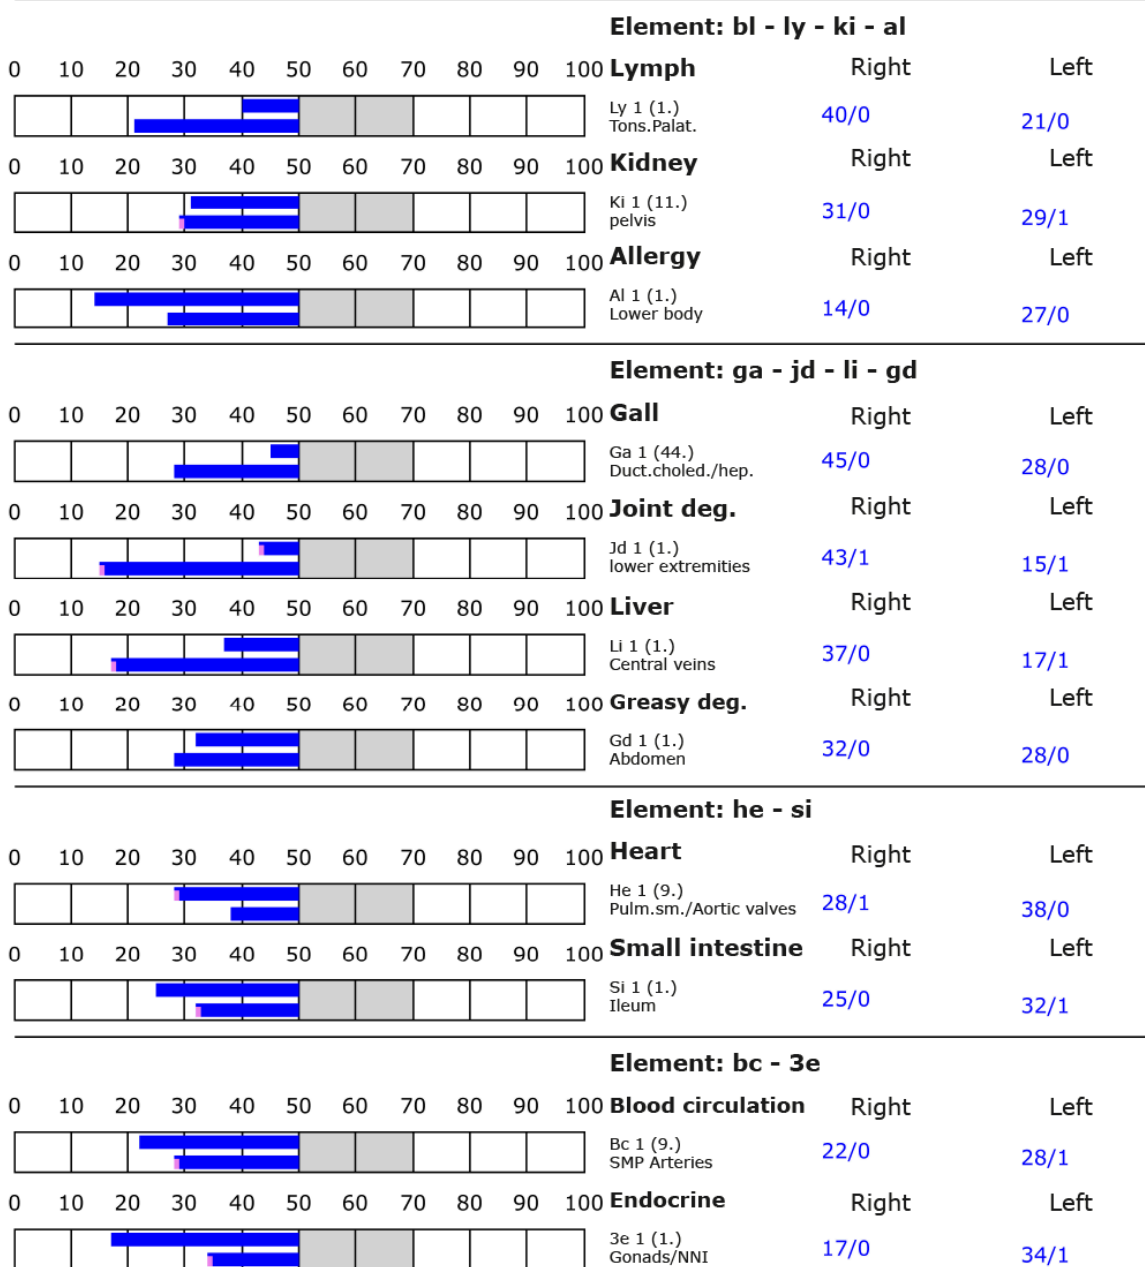 Element: bl - ly - ki - al
0 10 20 30 40 50 60 70 80 90 100 Lymph Right Left
Ly 1 (1.) 40/0 21/0
Tons.Palat.
0 10 20 30 40 50 60 70 80 90 100 Kidney Right Left
Ki 1 (11.) 31/0 29/1
pelvis
0 10 20 30 40 50 60 70 80 90 100 Allergy Right Left
Al 1 (1.) 14/0 27/0
Lower body
Element: ga - jd - li - gd
0 10 20 30 40 50 60 70 80 90 100 Gall Right Left
Ga 1 (44.) 45/0 28/0
Duct.choled./hep.
0 10 20 30 40 50 60 70 80 90 100 Joint deg. Right Left
Jd 1 (1.) 43/1 15/1
lower extremities
0 10 20 30 40 50 60 70 80 90 100 Liver Right Left
Li 1 (1.) 37/0 17/1
Central veins
0 10 20 30 40 50 60 70 80 90 100 Greasy deg. Right Left
Gd 1 (1.) 32/0 28/0
Abdomen
Element: he - si
0 10 20 30 40 50 60 70 80 90 100 Heart Right Left
He 1 (9.) 28/1 38/0
Pulm.sm./Aortic valves
0 10 20 30 40 50 60 70 80 90 100 Small intestine Right Left
Si 1 (1.) 25/0 32/1
Ileum
Element: bc - 3e
0 10 20 30 40 50 60 70 80 90 100 Blood circulation Right Left
Bc 1 (9.) 22/0 28/1
SMP Arteries
0 10 20 30 40 50 60 70 80 90 100 Endocrine Right Left
3e 1 (1.) 17/0 34/1
Gonads/NNI